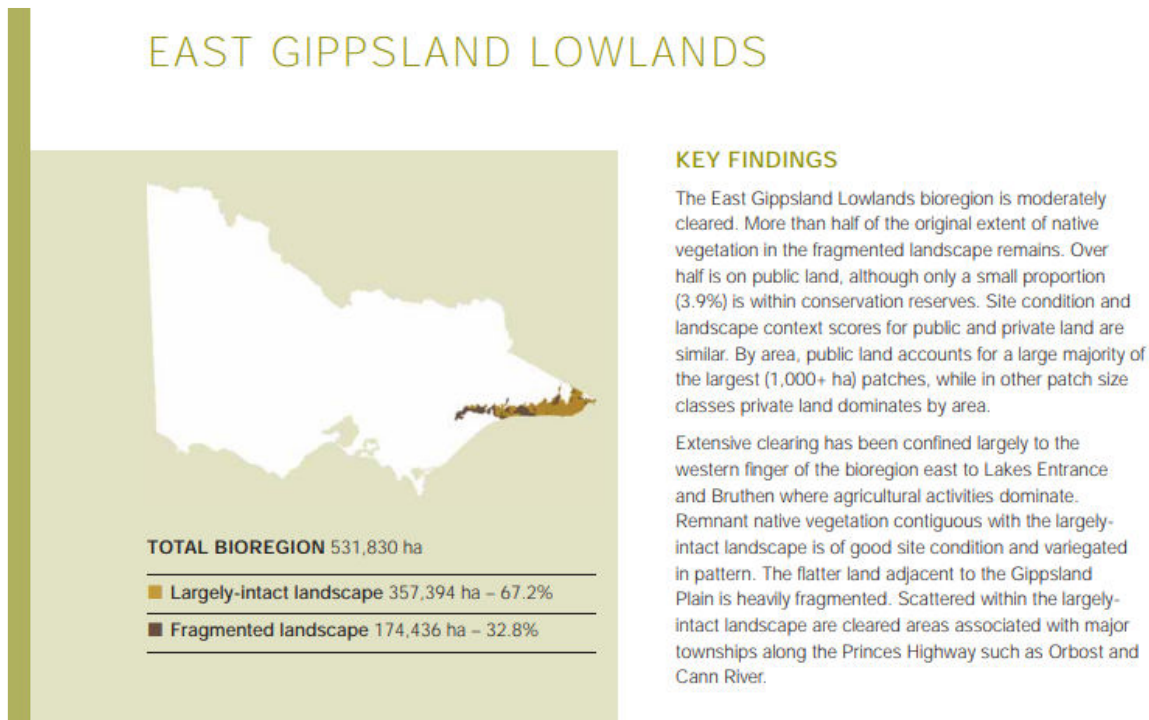 EAST GIPPSLAND LOWLANDS
TOTAL BIOREGION 531,830 ha
Largely-intact landscape 357,394 ha – 67.2%
Fragmented landscape 174,436 ha – 32.8%
KEY FINDINGS
The East Gippsland Lowlands bioregion is moderately
cleared. More than half of the original extent of native
vegetation in the fragmented landscape remains. Over
half is on public land, although only a small proportion
(3.9%) is within conservation reserves. Site condition and
landscape context scores for public and private land are
similar. By area, public land accounts for a large majority of
the largest (1,000+ ha) patches, while in other patch size
classes private land dominates by area.
Extensive clearing has been confined largely to the
western finger of the bioregion east to Lakes Entrance
and Bruthen where agricultural activities dominate.
Remnant native vegetation contiguous with the largely-
intact landscape is of good site condition and variegated
in pattern. The flatter land adjacent to the Gippsland
Plain is heavily fragmented. Scattered within the largely-
intact landscape are cleared areas associated with major
townships along the Princes Highway such as Orbost and
Cann River.